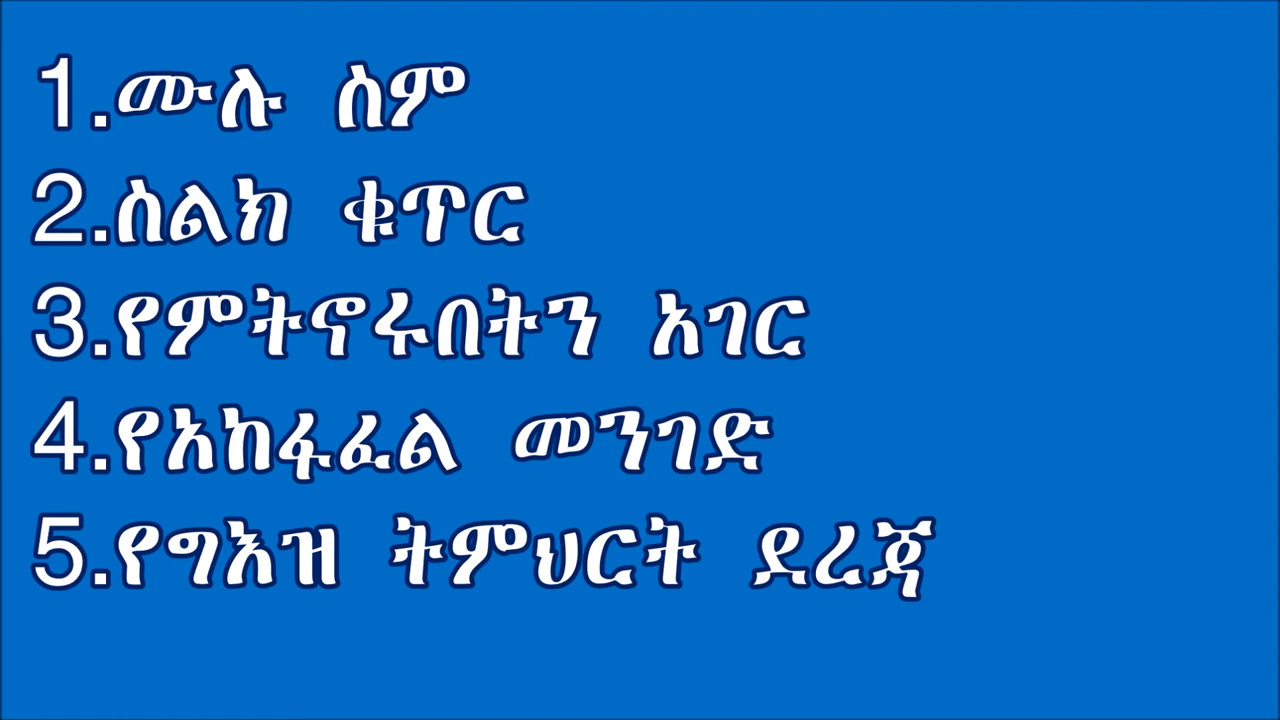 1.ሙሉ ስም
2.ስልክ ቁጥር
3.የምትኖሩበትን አገር
4.የአከፋፈል መንገድ
5.የግእዝ ትምህርት ደረጃ